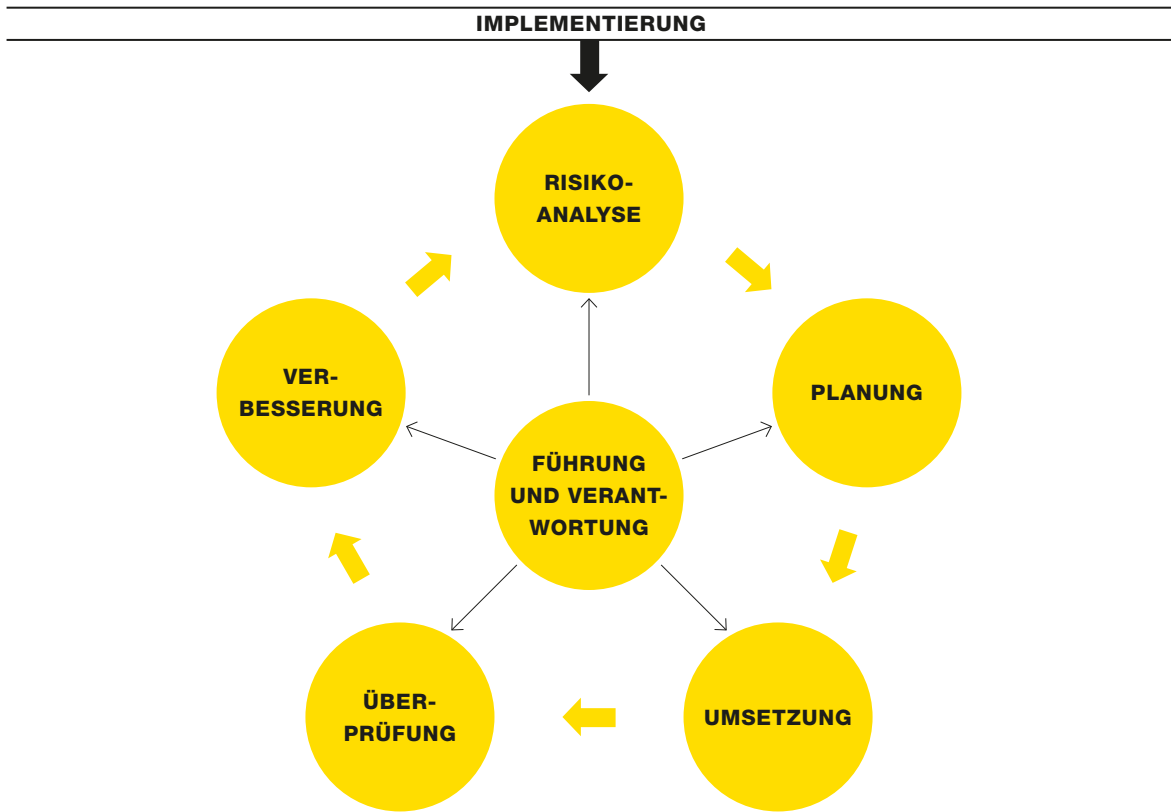 IMPLEMENTIERUNG
RISIKO-
ANALYSE
VER-
BESSERUNG
PLANUNG
FÜHRUNG
UND VERANT-
WORTUNG
ÜBER-
PRÜFUNG
UMSETZUNG